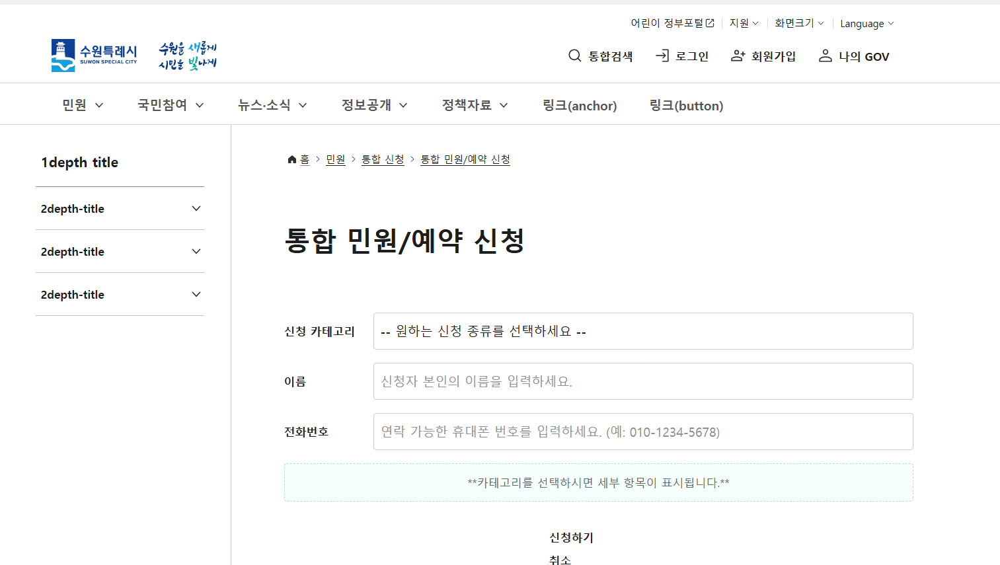 어린이 정부포털 지원 화면크기 Language
수원특례시
SUWON SPECIAL CITY
수원을 새롭게
시민을 빛나게
통합검색 로그인 회원가입 나의 GOV
민원 국민참여 뉴스·소식 정보공개 정책자료 링크(anchor) 링크(button)
1depth title
2depth-title
2depth-title
2depth-title
홈 > 민원 > 통합 신청 > 통합 민원/예약 신청
통합 민원/예약 신청
신청 카테고리 -- 원하는 신청 종류를 선택하세요 --
이름 신청자 본인의 이름을 입력하세요.
전화번호 연락 가능한 휴대폰 번호를 입력하세요. (예: 010-1234-5678)
**카테고리를 선택하시면 세부 항목이 표시됩니다.**
신청하기
취소